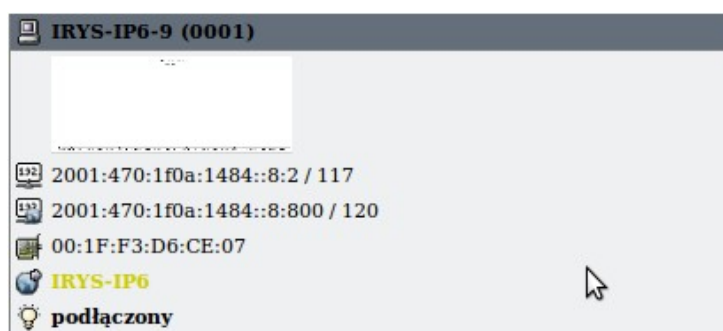 IRYS-IP6-9 (0001)
2001:470:1f0a:1484::8:2 / 117
2001:470:1f0a:1484::8:800 / 120
00:1F:F3:D6:CE:07
IRYS-IP6
podłączony